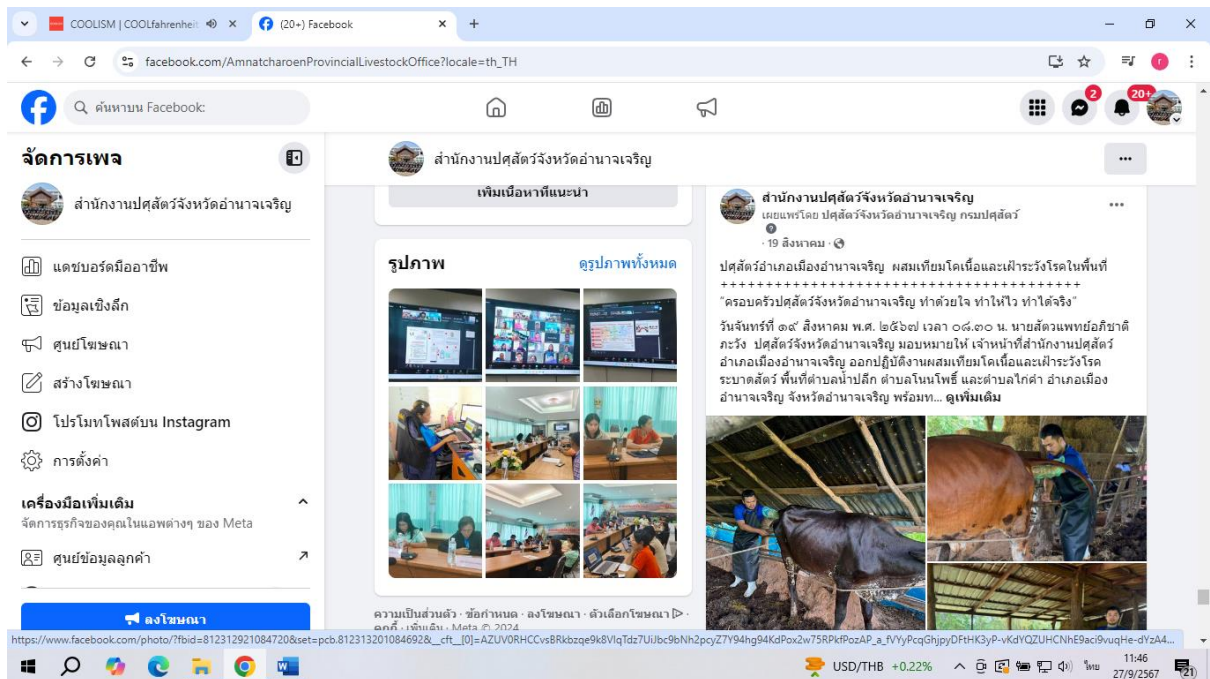 COOLISM | COOLfahrenheit
(20+) Facebook
facebook.com/AmnatcharoenProvincialLivestockOffice?locale=th_TH
r
ค้นหาบน Facebook:
2
20+
จัดการเพจ
สำนักงานปศุสัตว์จังหวัดอำนาจเจริญ
แดชบอร์ดมืออาชีพ
ข้อมูลเชิงลึก
ศูนย์โฆษณา
สร้างโฆษณา
โปรโมทโพสต์บน Instagram
การตั้งค่า
เครื่องมือเพิ่มเติม
จัดการธุรกิจของคุณในแอพต่างๆ ของ Meta
ศูนย์ข้อมูลลูกค้า
ลงโฆษณา
สำนักงานปศุสัตว์จังหวัดอำนาจเจริญ
เพิ่มเนื้อหาที่แนะนำ
รูปภาพ
ดูรูปภาพทั้งหมด
ความเป็นส่วนตัว · ข้อกำหนด · ลงโฆษณา · ตัวเลือกโฆษณา ·
คุกกี้ · เพิ่มเติม · Meta © 2024
สำนักงานปศุสัตว์จังหวัดอำนาจเจริญ
เผยแพร่โดย ปศุสัตว์จังหวัดอำนาจเจริญ กรมปศุสัตว์
· 19 สิงหาคม ·
ปศุสัตว์อำเภอเมืองอำนาจเจริญ ผสมเทียมโคเนื้อและเฝ้าระวังโรคในพื้นที่
+++++++++++++++++++++++++++++++++++++++
"ครอบครัวปศุสัตว์จังหวัดอำนาจเจริญ ทำด้วยใจ ทำให้ไว ทำได้จริง"
วันจันทร์ที่ ๑๙ สิงหาคม พ.ศ. ๒๕๖๗ เวลา ๐๘.๓๐ น. นายสัตวแพทย์อภิชาติ
ภะวัง ปศุสัตว์จังหวัดอำนาจเจริญ มอบหมายให้ เจ้าหน้าที่สำนักงานปศุสัตว์
อำเภอเมืองอำนาจเจริญ ออกปฏิบัติงานผสมเทียมโคเนื้อและเฝ้าระวังโรค
ระบาดสัตว์ พื้นที่ตำบลน้ำปลีก ตำบลโนนโพธิ์ และตำบลไก่คำ อำเภอเมือง
อำนาจเจริญ จังหวัดอำนาจเจริญ พร้อมท... ดูเพิ่มเติม
USD/THB +0.22%
ไทย
11:46
27/9/2567
21